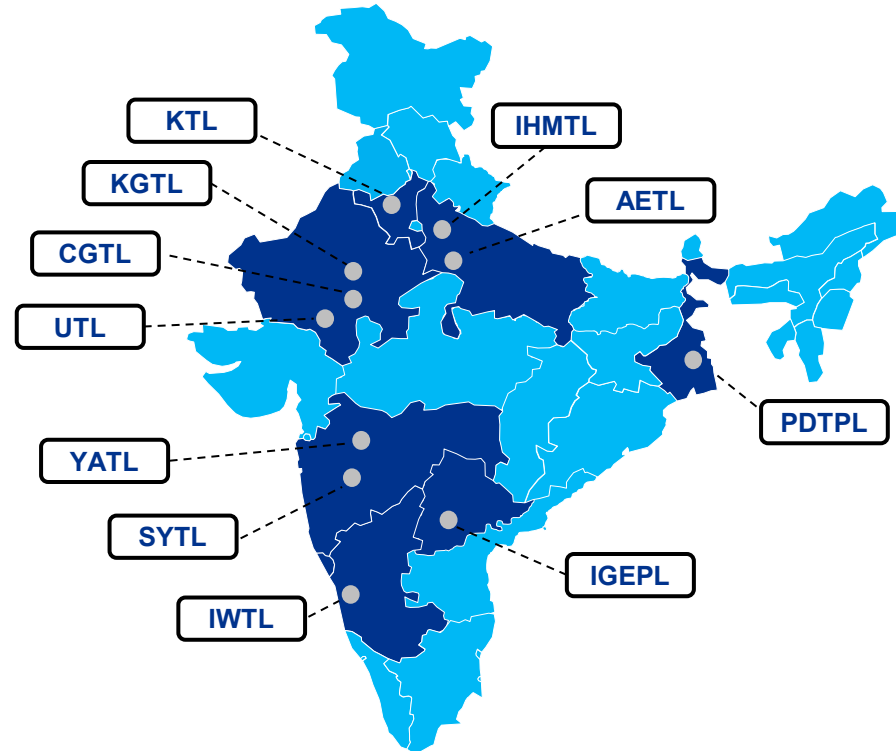 KTL
IHMTL
KGTL
AETL
CGTL
UTL
PDTPL
YATL
SYTL
IGEPL
IWTL